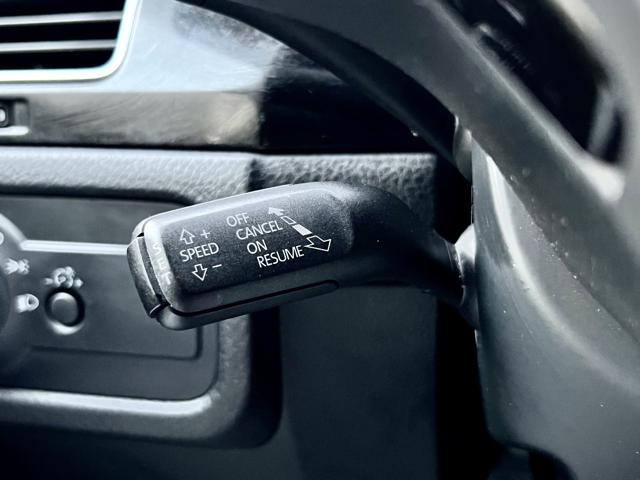 OFF
CANCEL
ON
RESUME
+
SPEED
-